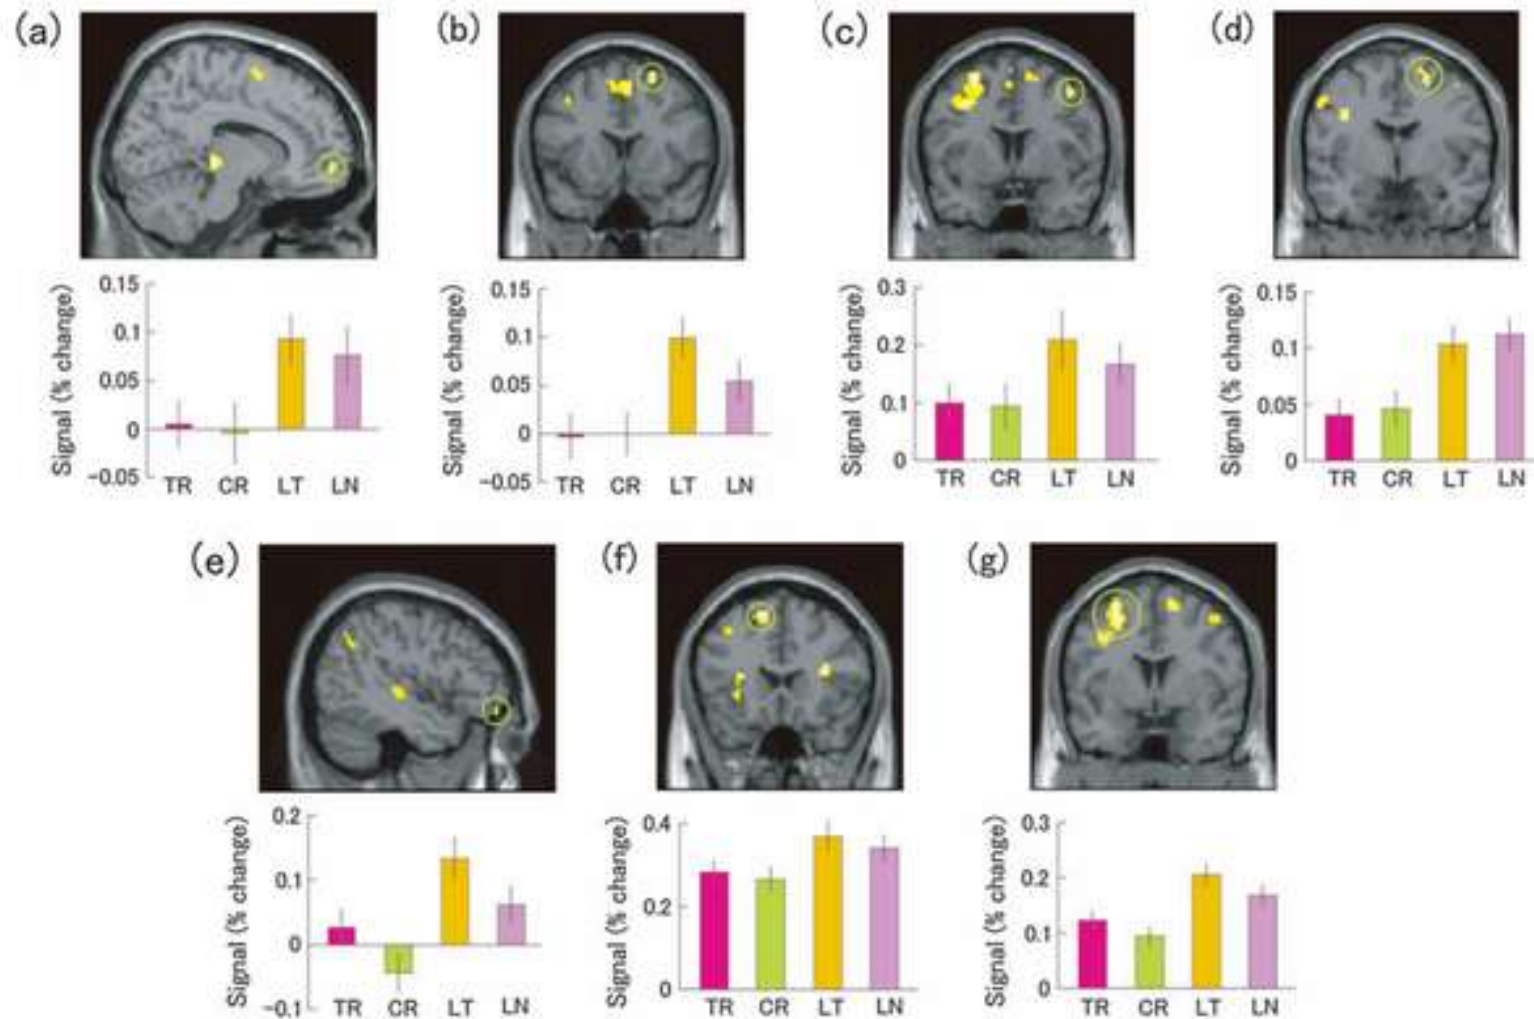 (a)
(b)
(c)
(d)
Signal (% change)
0.15
0.1
0.05
0
-0.05
TR CR LT LN
Signal (% change)
0.15
0.1
0.05
0
-0.05
TR CR LT LN
Signal (% change)
0.3
0.2
0.1
0
TR CR LT LN
Signal (% change)
0.15
0.1
0.05
0
TR CR LT LN
(e)
(f)
(g)
Signal (% change)
0.2
0.1
0
-0.1
TR CR LT LN
Signal (% change)
0.4
0.2
0
TR CR LT LN
Signal (% change)
0.3
0.2
0.1
0
TR CR LT LN